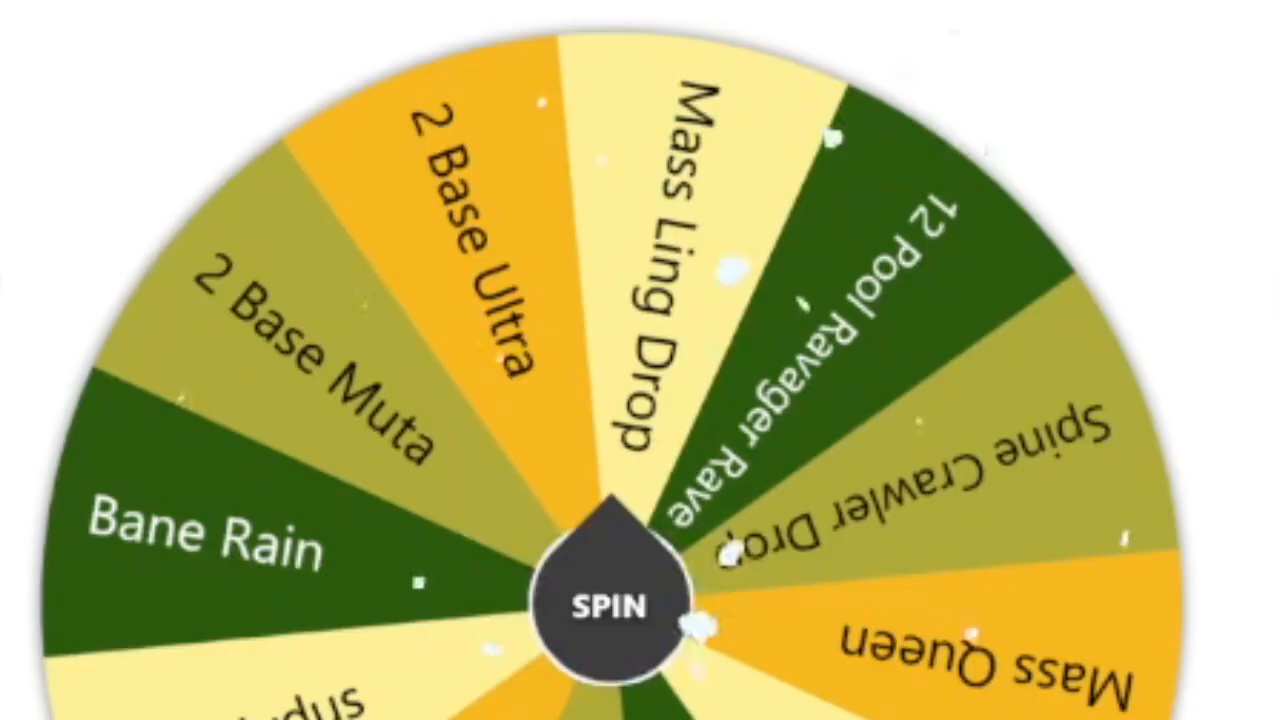 2 Base Ultra
Mass Ling Drop
12 Pool Ravager Rave
2 Base Muta
Spine Crawler Drop
Bane Rain
SPIN
Mass Queen